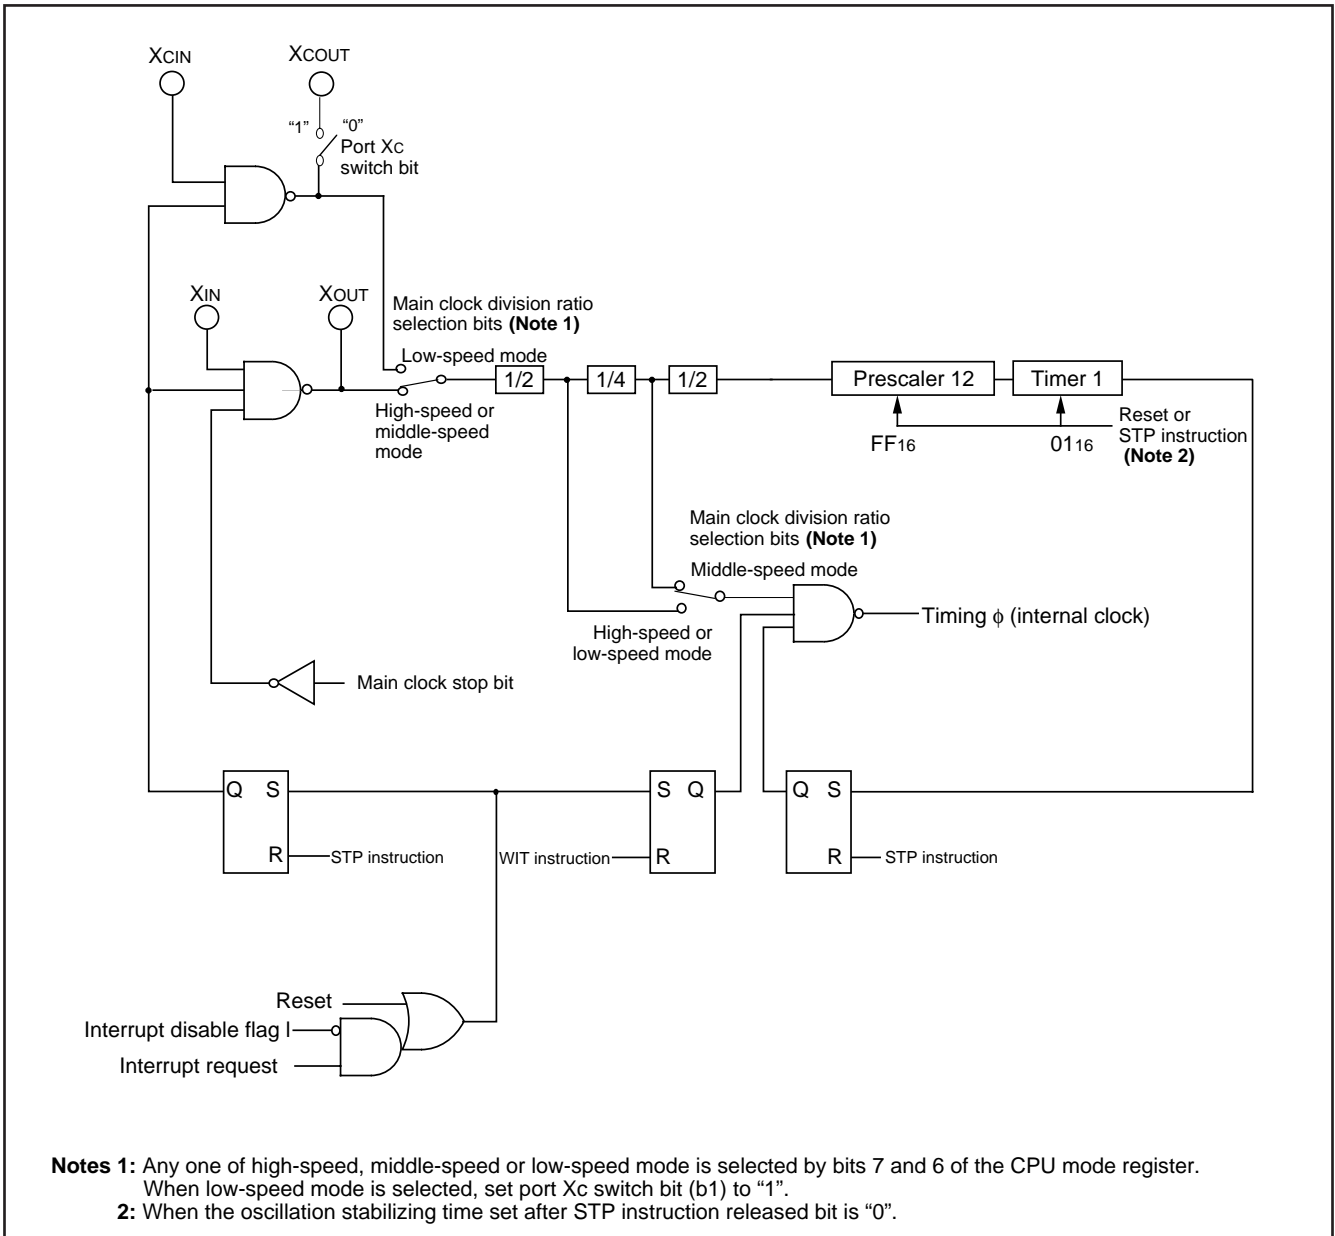 XCIN
XCOUT
“1”
“0”
Port XC
switch bit
XIN
XOUT
Main clock division ratio
selection bits (Note 1)
Low-speed mode
1/2
1/4
1/2
Prescaler 12
Timer 1
High-speed or
middle-speed
mode
FF16
0116
Reset or
STP instruction
(Note 2)
Main clock division ratio
selection bits (Note 1)
Middle-speed mode
Timing ϕ (internal clock)
High-speed or
low-speed mode
Main clock stop bit
Q S
S Q
Q S
R
STP instruction
WIT instruction
R
R
STP instruction
Reset
Interrupt disable flag I
Interrupt request
Notes 1: Any one of high-speed, middle-speed or low-speed mode is selected by bits 7 and 6 of the CPU mode register.
When low-speed mode is selected, set port Xc switch bit (b1) to “1”.
2: When the oscillation stabilizing time set after STP instruction released bit is “0”.